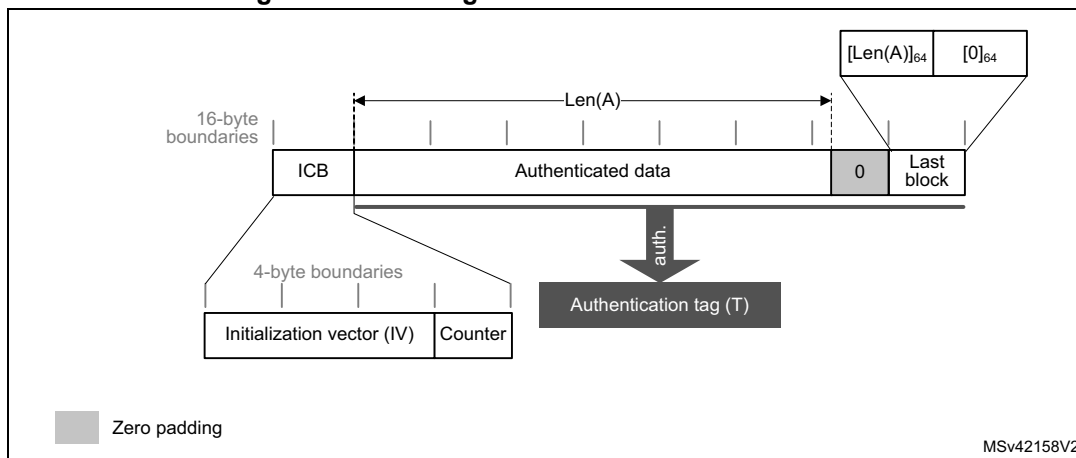 [Len(A)]64 [0]64
Len(A)
16-byte
boundaries
ICB Authenticated data 0 Last
block
auth.
4-byte boundaries
Authentication tag (T)
Initialization vector (IV) Counter
Zero padding
MSv42158V2